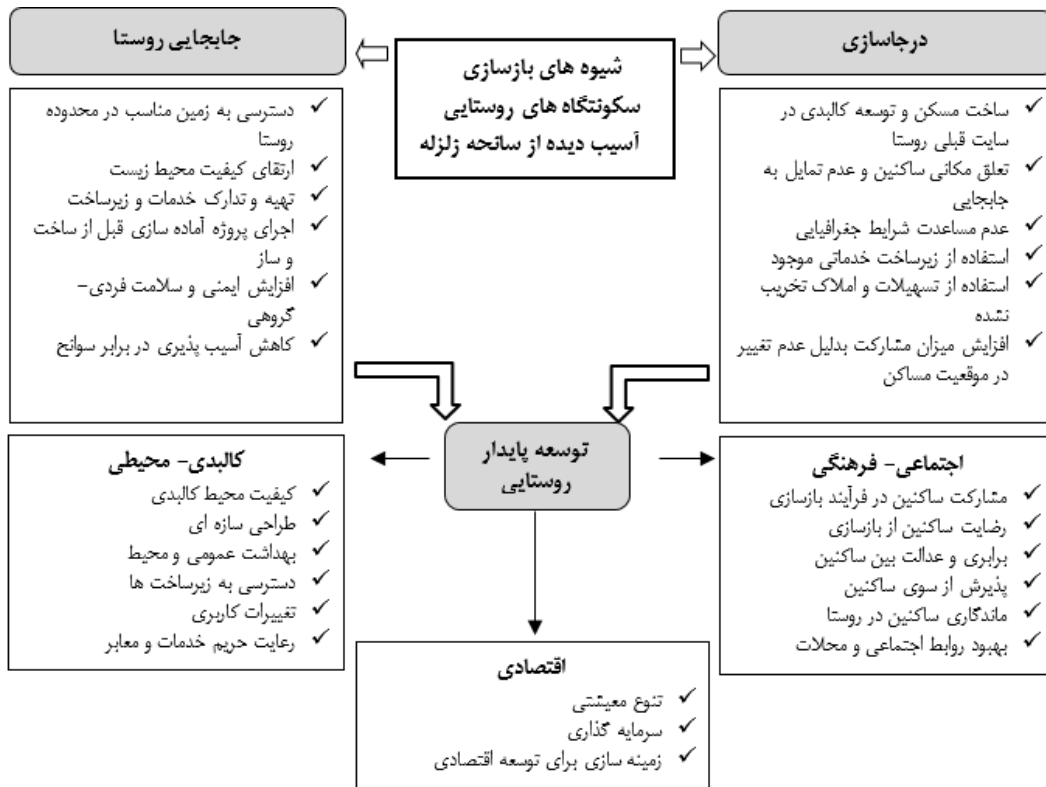 شیوه های بازسازی
سکونتگاه های روستایی
آسیب دیده از سانحه زلزله
درجاسازی
✓ ساخت مسکن و توسعه کالبدی در
سایت قبلی روستا
✓ تعلق مکانی ساکنین و عدم تمایل به
جابجایی
✓ عدم مساعدت شرایط جغرافیایی
✓ استفاده از زیرساخت خدماتی موجود
✓ استفاده از تسهیلات و املاک تخریب
نشده
✓ افزایش میزان مشارکت بدلیل عدم تغییر
در موقعیت مساکن
جابجایی روستا
✓ دسترسی به زمین مناسب در محدوده
روستا
✓ ارتقای کیفیت محیط زیست
✓ تهیه و تدارک خدمات و زیرساخت
✓ اجرای پروژه آماده سازی قبل از ساخت
و ساز
✓ افزایش ایمنی و سلامت فردی-
گروهی
✓ کاهش آسیب پذیری در برابر سوانح
توسعه پایدار
روستایی
اجتماعی- فرهنگی
✓ مشارکت ساکنین در فرآیند بازسازی
✓ رضایت ساکنین از بازسازی
✓ برابری و عدالت بین ساکنین
✓ پذیرش از سوی ساکنین
✓ ماندگاری ساکنین در روستا
✓ بهبود روابط اجتماعی و محلات
کالبدی- محیطی
✓ کیفیت محیط کالبدی
✓ طراحی سازه ای
✓ بهداشت عمومی و محیط
✓ دسترسی به زیرساخت ها
✓ تغییرات کاربری
✓ رعایت حریم خدمات و معابر
اقتصادی
✓ تنوع معیشتی
✓ سرمایه گذاری
✓ زمینه سازی برای توسعه اقتصادی